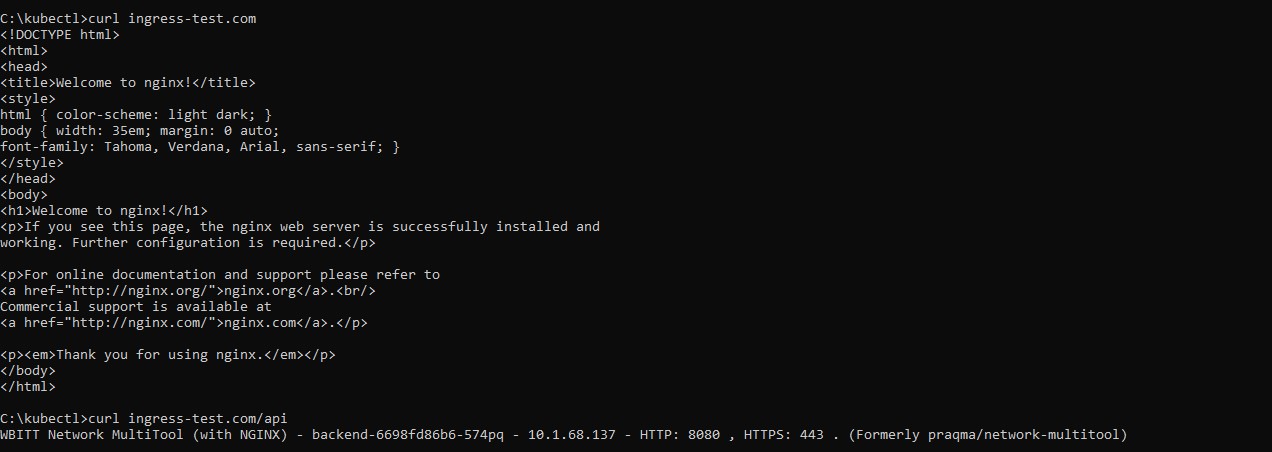 C:\kubectl>curl ingress-test.com
<!DOCTYPE html>
<html>
<head>
<title>Welcome to nginx!</title>
<style>
html { color-scheme: light dark; }
body { width: 35em; margin: 0 auto;
font-family: Tahoma, Verdana, Arial, sans-serif; }
</style>
</head>
<body>
<h1>Welcome to nginx!</h1>
<p>If you see this page, the nginx web server is successfully installed and
working. Further configuration is required.</p>
<p>For online documentation and support please refer to
<a href="http://nginx.org/">nginx.org</a>.<br/>
Commercial support is available at
<a href="http://nginx.com/">nginx.com</a>.</p>
<p><em>Thank you for using nginx.</em></p>
</body>
</html>
C:\kubectl>curl ingress-test.com/api
WBITT Network MultiTool (with NGINX) - backend-6698fd86b6-574pq - 10.1.68.137 - HTTP: 8080 , HTTPS: 443 . (Formerly praqma/network-multitool)